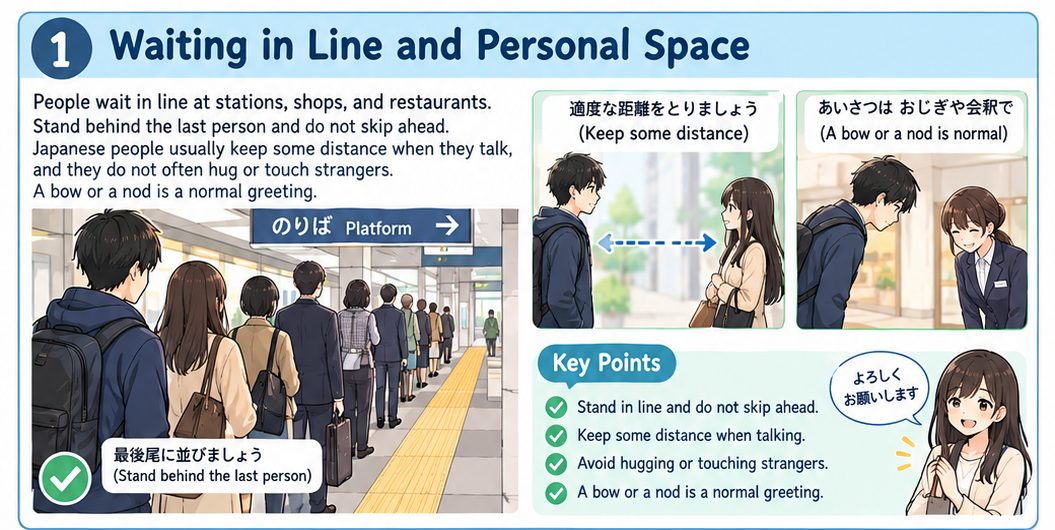 1 Waiting in Line and Personal Space
People wait in line at stations, shops, and restaurants.
Stand behind the last person and do not skip ahead.
Japanese people usually keep some distance when they talk,
and they do not often hug or touch strangers.
A bow or a nod is a normal greeting.
のりば Platform →
最後尾に並びましょう
(Stand behind the last person)
適度な距離をとりましょう
(Keep some distance)
あいさつは おじぎや会釈で
(A bow or a nod is normal)
Key Points
Stand in line and do not skip ahead.
Keep some distance when talking.
Avoid hugging or touching strangers.
A bow or a nod is a normal greeting.
よろしく
お願いします